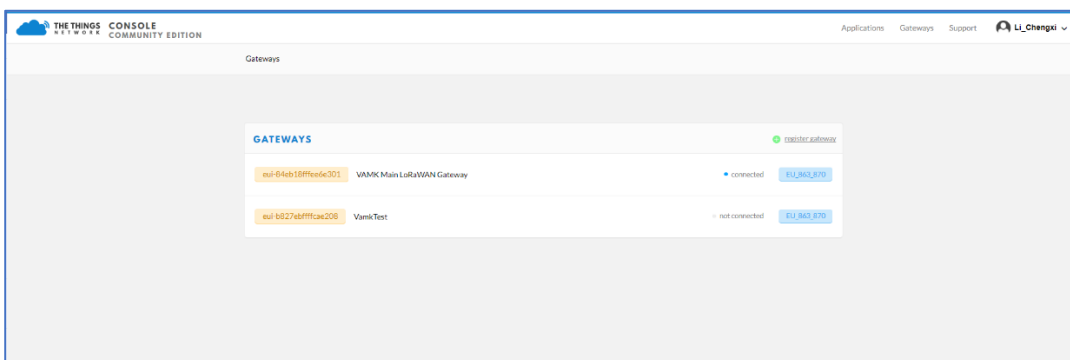 THE THINGS NETWORK CONSOLE COMMUNITY EDITION
Applications Gateways Support Li_Chengxi
Gateways
GATEWAYS register gateway
eui-84eb18fffee6e301 VAMK Main LoRaWAN Gateway connected EU_863_870
eui-b827ebffffcae208 VamkTest not connected EU_863_870